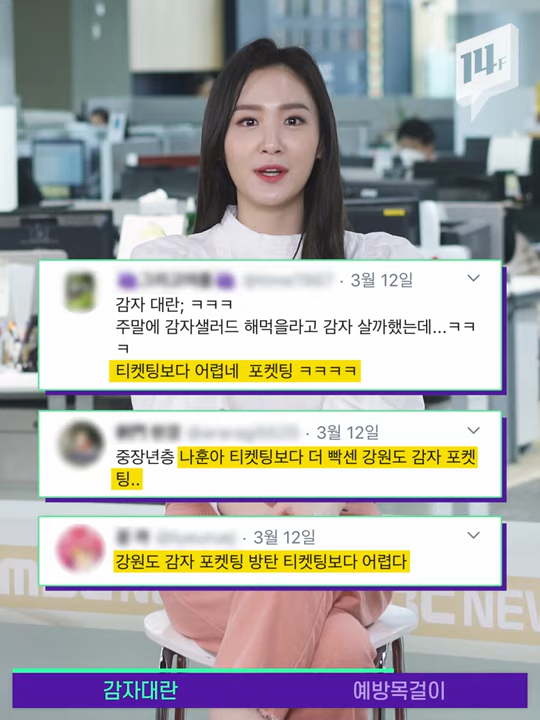 14F
· 3월 12일
감자 대란; ㅋㅋㅋ
주말에 감자샐러드 해먹을라고 감자 살까했는데...ㅋㅋ
ㅋ
티켓팅보다 어렵네 포켓팅 ㅋㅋㅋㅋ
· 3월 12일
중장년층 나훈아 티켓팅보다 더 빡센 강원도 감자 포켓
팅..
· 3월 12일
강원도 감자 포켓팅 방탄 티켓팅보다 어렵다
BC NEW
감자대란 예방목걸이